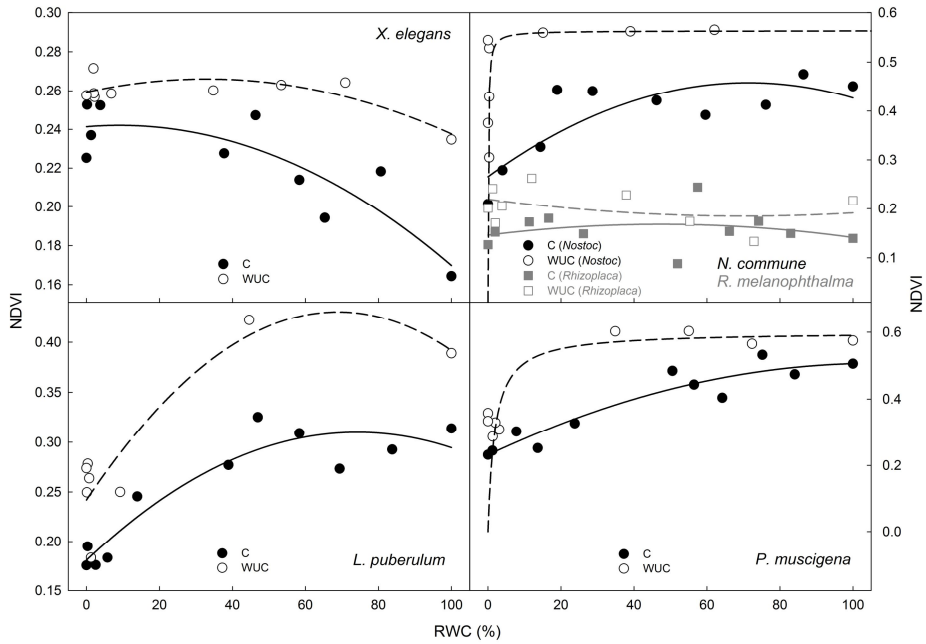 0.30
0.28
0.26
0.24
0.22
0.20
0.18
0.16
X. elegans
C
WUC
0.6
0.5
0.4
0.3
0.2
0.1
C (Nostoc)
WUC (Nostoc)
C (Rhizoplaca)
WUC (Rhizoplaca)
N. commune
R. melanophthalma
NDVI
NDVI
0.40
0.30
0.25
0.20
0.15
C
WUC
L. puberulum
0.6
0.4
0.2
0.0
C
WUC
P. muscigena
0 20 40 60 80 100
0 20 40 60 80 100
RWC (%)